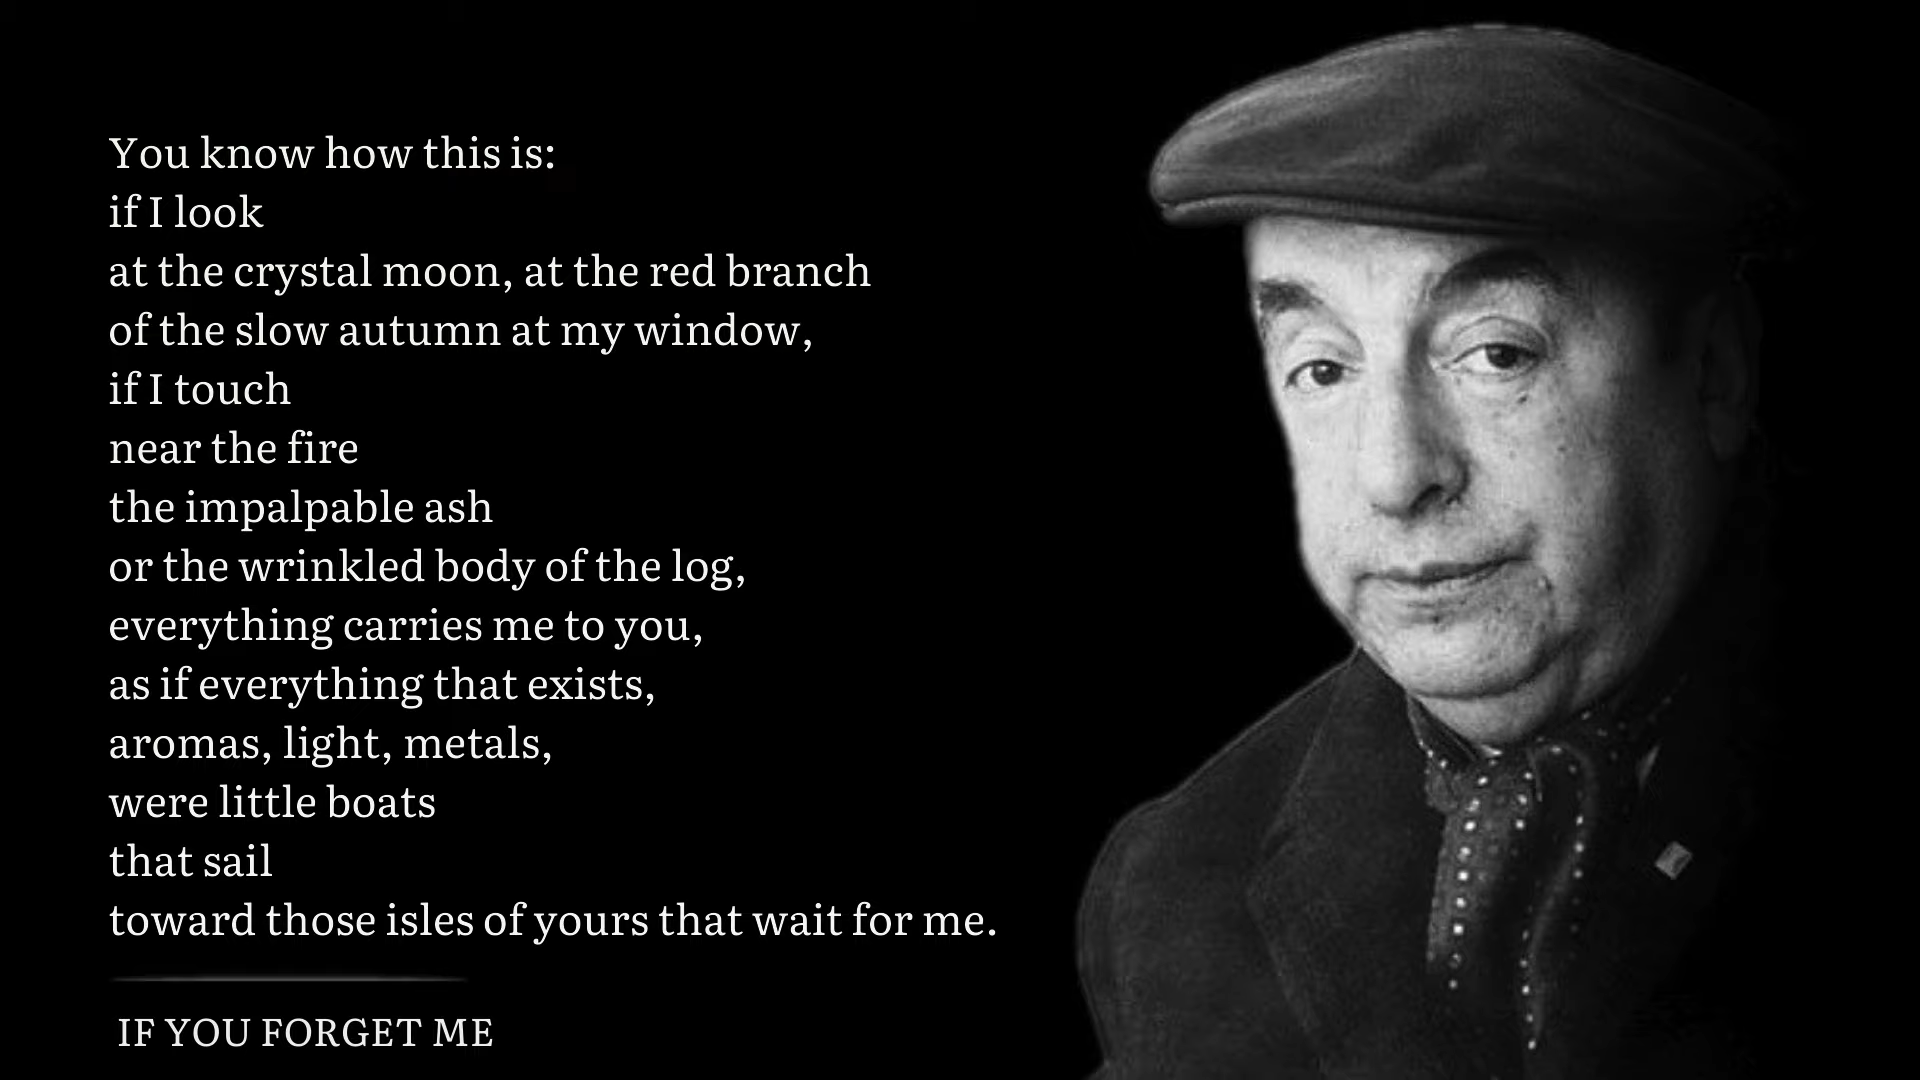 You know how this is:
if I look
at the crystal moon, at the red branch
of the slow autumn at my window,
if I touch
near the fire
the impalpable ash
or the wrinkled body of the log,
everything carries me to you,
as if everything that exists,
aromas, light, metals,
were little boats
that sail
toward those isles of yours that wait for me.
IF YOU FORGET ME